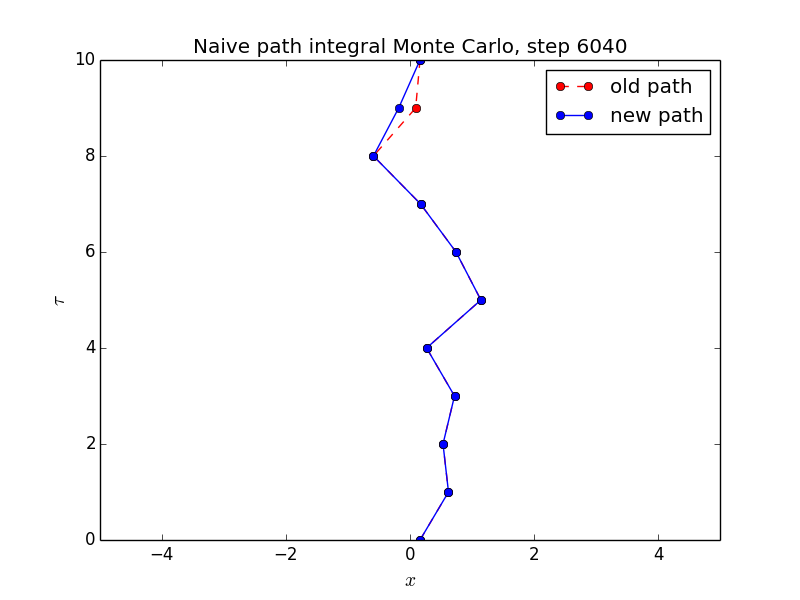 Naive path integral Monte Carlo, step 6040
old path
new path
10
8
6
4
2
0
τ
−4 −2 0 2 4
x